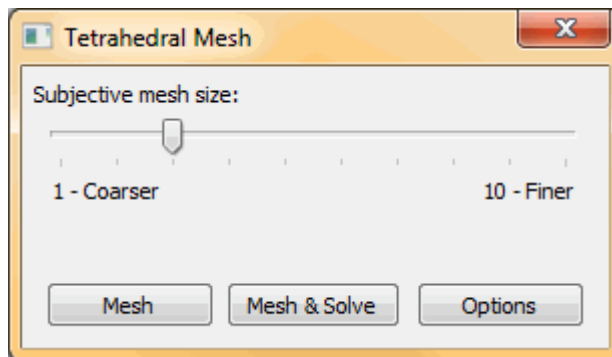 Tetrahedral Mesh
Subjective mesh size:
1 - Coarser 10 - Finer
Mesh Mesh & Solve Options